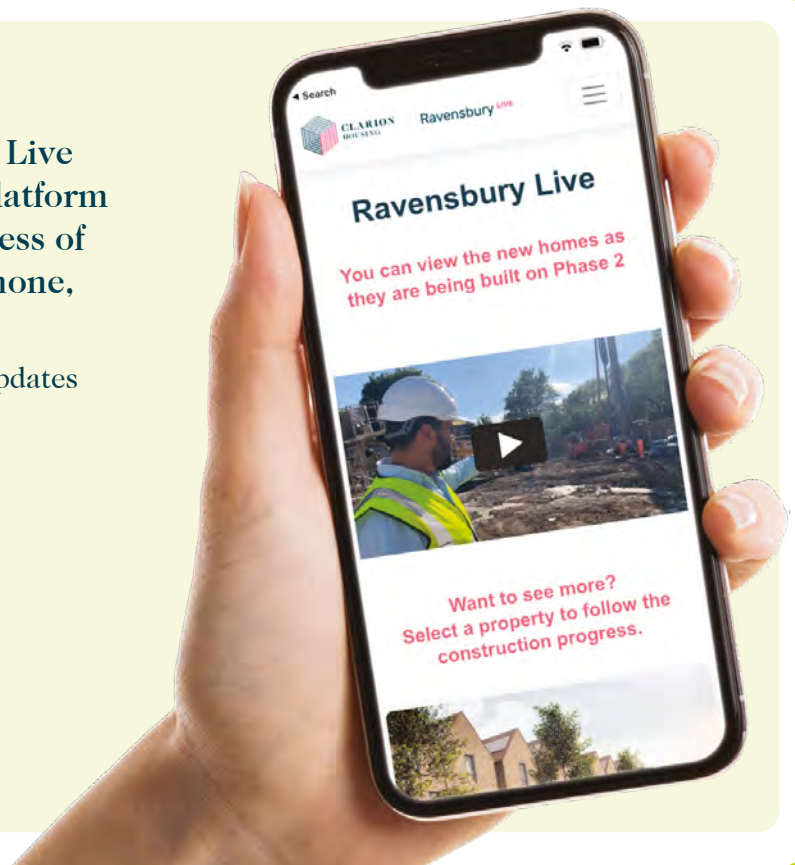 Live
latform
ess of
hone,
pdates
Search
CLARION
HOUSING
Ravensbury LIVE
Ravensbury Live
You can view the new homes as
they are being built on Phase 2
Want to see more?
Select a property to follow the
construction progress.